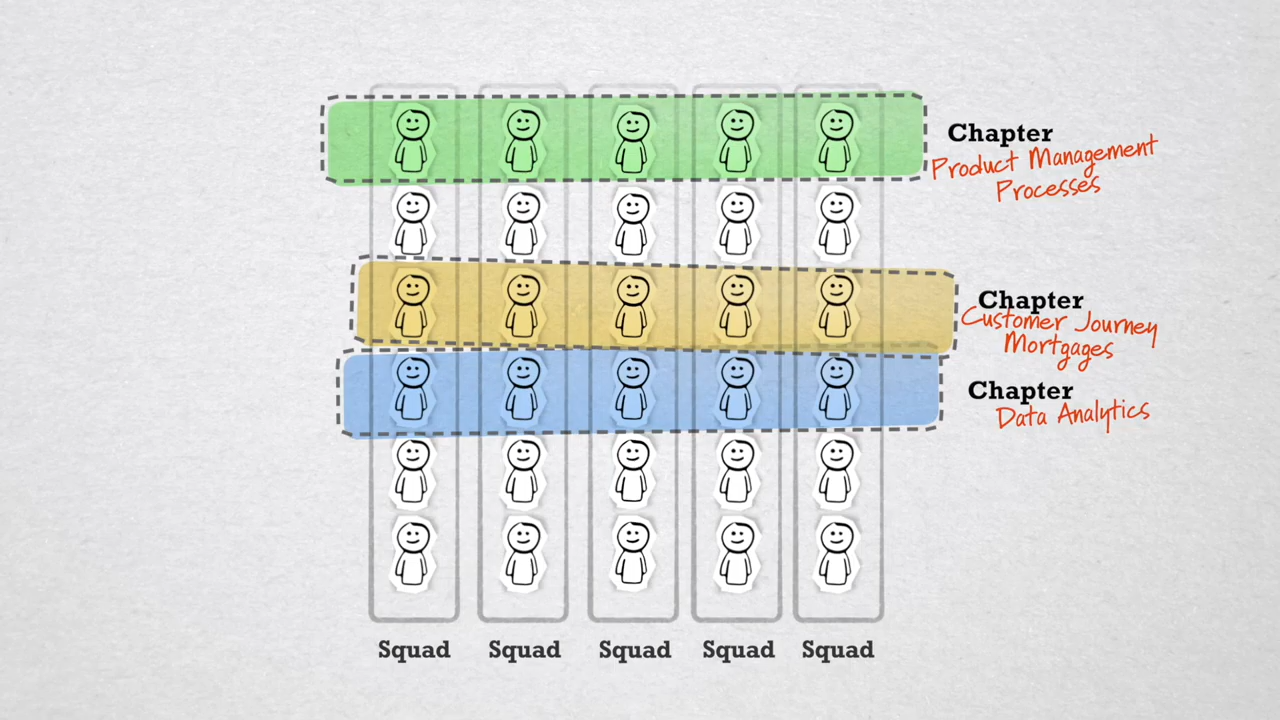 Chapter
Product Management
Processes
Chapter
Customer Journey
Mortgages
Chapter
Data Analytics
Squad Squad Squad Squad Squad